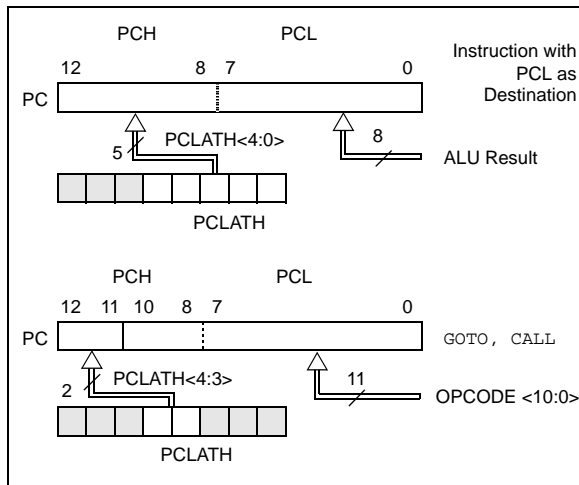 PCH PCL
12 8 7 0
Instruction with
PCL as
Destination
PC
5 PCLATH<4:0>
8
ALU Result
PCLATH
PCH PCL
12 11 10 8 7 0
PC
GOTO, CALL
2 PCLATH<4:3>
11
OPCODE <10:0>
PCLATH